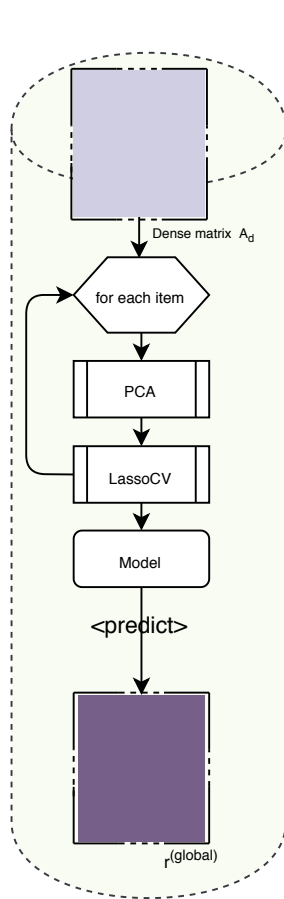 Dense matrix A_d
for each item
PCA
LassoCV
Model
<predict>
r^(global)